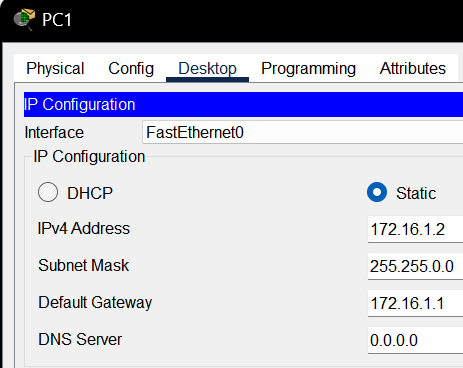 PC1
Physical Config Desktop Programming Attributes
IP Configuration
Interface FastEthernet0
IP Configuration
DHCP Static
IPv4 Address 172.16.1.2
Subnet Mask 255.255.0.0
Default Gateway 172.16.1.1
DNS Server 0.0.0.0